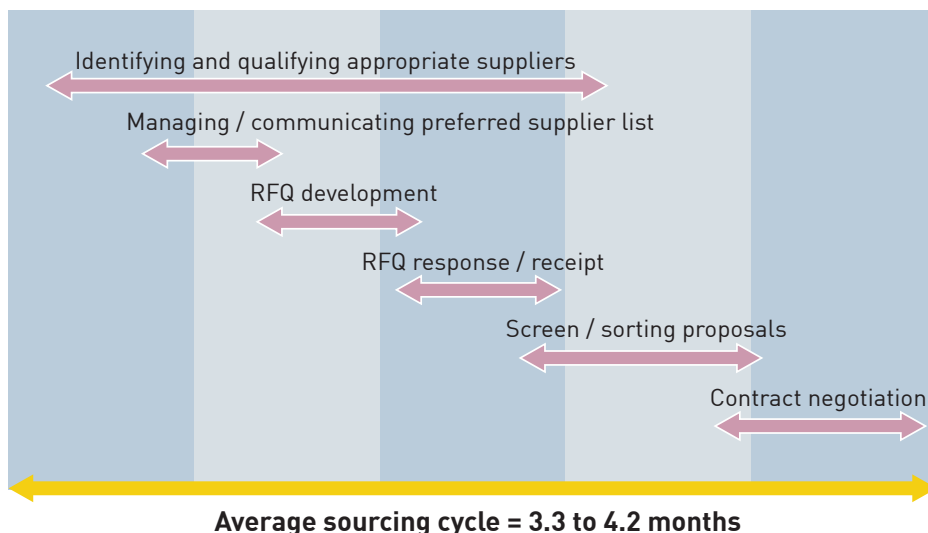 Identifying and qualifying appropriate suppliers
Managing / communicating preferred supplier list
RFQ development
RFQ response / receipt
Screen / sorting proposals
Contract negotiation
Average sourcing cycle = 3.3 to 4.2 months